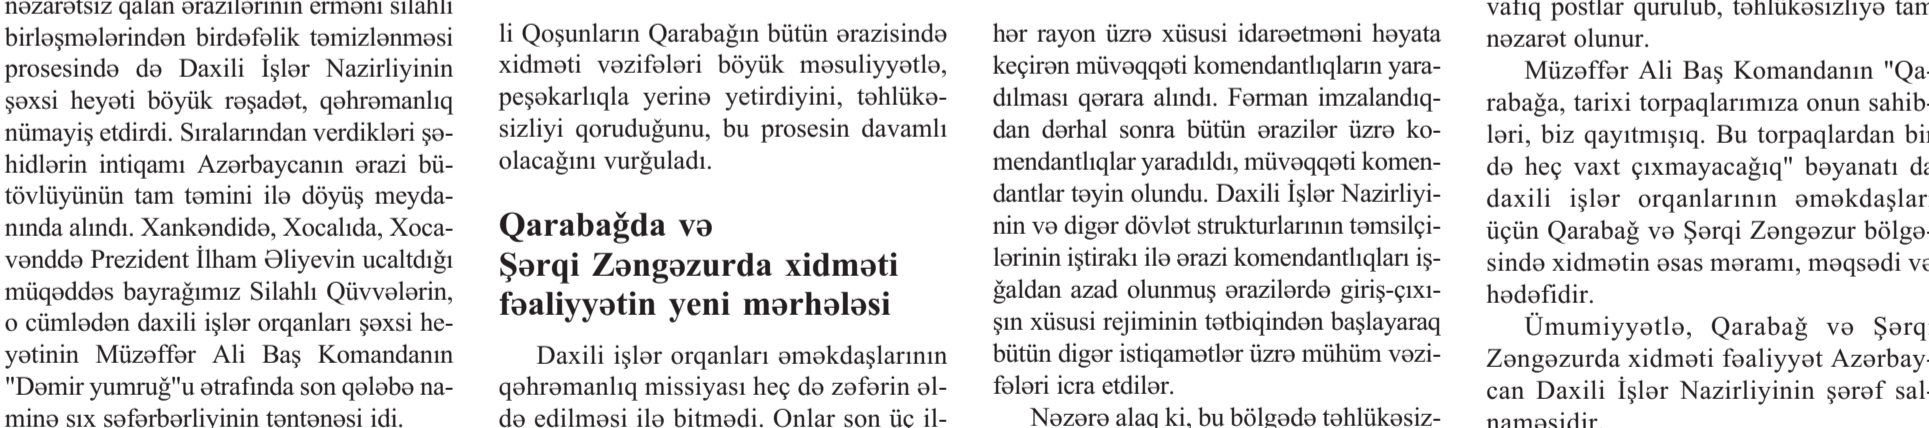 nəzarətsiz qalan ərazilərinin erməni silahlı
birləşmələrindən birdəfəlik təmizlənməsi
prosesində də Daxili İşlər Nazirliyinin
şəxsi heyəti böyük rəşadət, qəhrəmanlıq
nümayiş etdirdi. Sıralarından verdikləri şə-
hidlərin intiqamı Azərbaycanın ərazi bü-
tövlüyünün tam təmini ilə döyüş meyda-
nında alındı. Xankəndidə, Xocalıda, Xoca-
vənddə Prezident İlham Əliyevin ucaltdığı
müqəddəs bayrağımız Silahlı Qüvvələrin,
o cümlədən daxili işlər orqanları şəxsi he-
yətinin Müzəffər Ali Baş Komandanın
"Dəmir yumruğ"u ətrafında son qələbə na-
minə sıx səfərbərliyinin təntənəsi idi.
li Qoşunların Qarabağın bütün ərazisində
xidməti vəzifələri böyük məsuliyyətlə,
peşəkarlıqla yerinə yetirdiyini, təhlükə-
sizliyi qoruduğunu, bu prosesin davamlı
olacağını vurğuladı.
Qarabağda və
Şərqi Zəngəzurda xidməti
fəaliyyətin yeni mərhələsi
Daxili işlər orqanları əməkdaşlarının
qəhrəmanlıq missiyası heç də zəfərin əl-
də edilməsi ilə bitmədi. Onlar son üç il-
hər rayon üzrə xüsusi idarəetməni həyata
keçirən müvəqqəti komendantlıqların yara-
dılması qərara alındı. Fərman imzalandıq-
dan dərhal sonra bütün ərazilər üzrə ko-
mendantlıqlar yaradıldı, müvəqqəti komen-
dantlar təyin olundu. Daxili İşlər Nazirliyi-
nin və digər dövlət strukturlarının təmsilçi-
lərinin iştirakı ilə ərazi komendantlıqları iş-
ğaldan azad olunmuş ərazilərdə giriş-çıxı-
şın xüsusi rejiminin tətbiqindən başlayaraq
bütün digər istiqamətlər üzrə mühüm vəzi-
fələri icra etdilər.
Nəzərə alaq ki, bu bölgədə təhlükəsiz-
vafiq postlar qurulub, təhlükəsizliyə tam
nəzarət olunur.
Müzəffər Ali Baş Komandanın "Qa-
rabağa, tarixi torpaqlarımıza onun sahib-
ləri, biz qayıtmışıq. Bu torpaqlardan bir
də heç vaxt çıxmayacağıq" bəyanatı da
daxili işlər orqanlarının əməkdaşları
üçün Qarabağ və Şərqi Zəngəzur bölgə-
sində xidmətin əsas məramı, məqsədi və
hədəfidir.
Ümumiyyətlə, Qarabağ və Şərqi
Zəngəzurda xidməti fəaliyyət Azərbay-
can Daxili İşlər Nazirliyinin şərəf sal-
naməsidir.